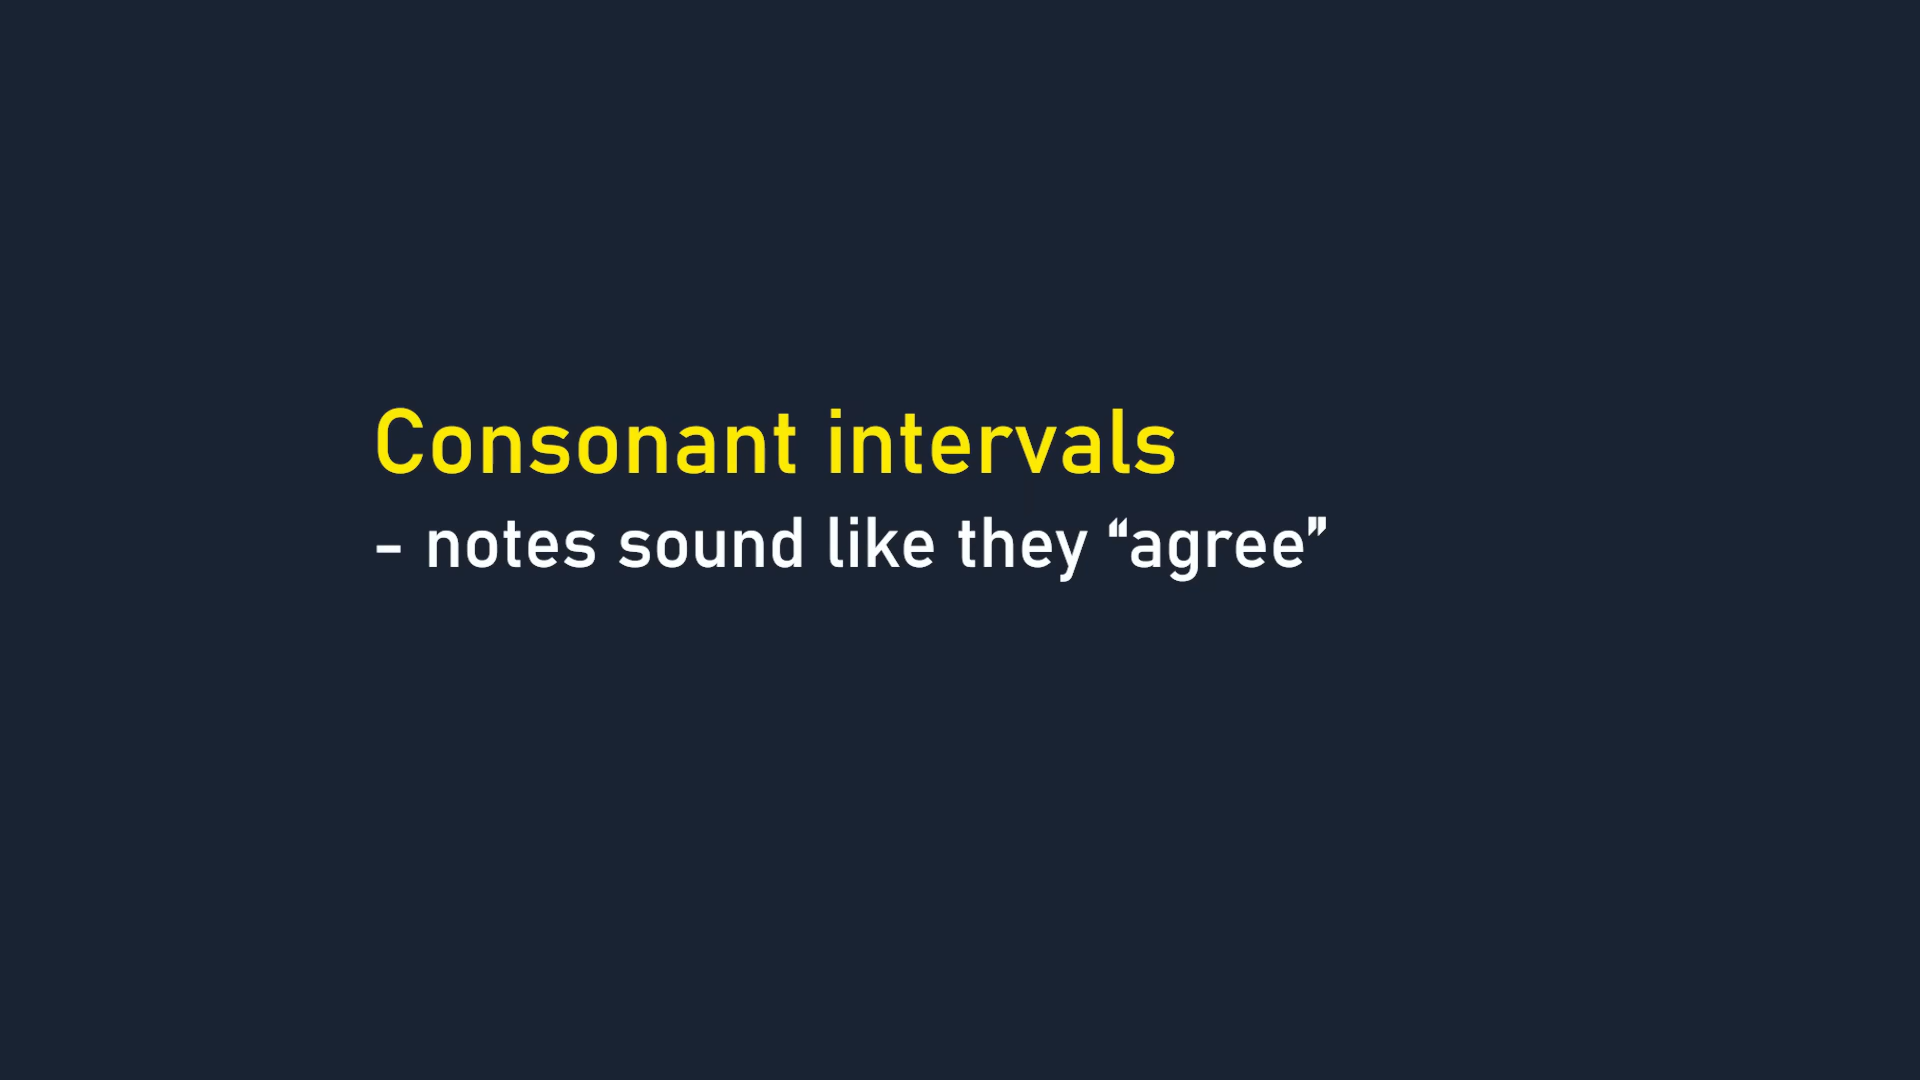 Consonant intervals
- notes sound like they “agree”